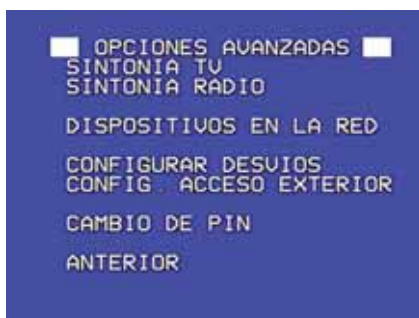 OPCIONES AVANZADAS
SINTONIA TV
SINTONIA RADIO
DISPOSITIVOS EN LA RED
CONFIGURAR DESVIOS
CONFIG. ACCESO EXTERIOR
CAMBIO DE PIN
ANTERIOR